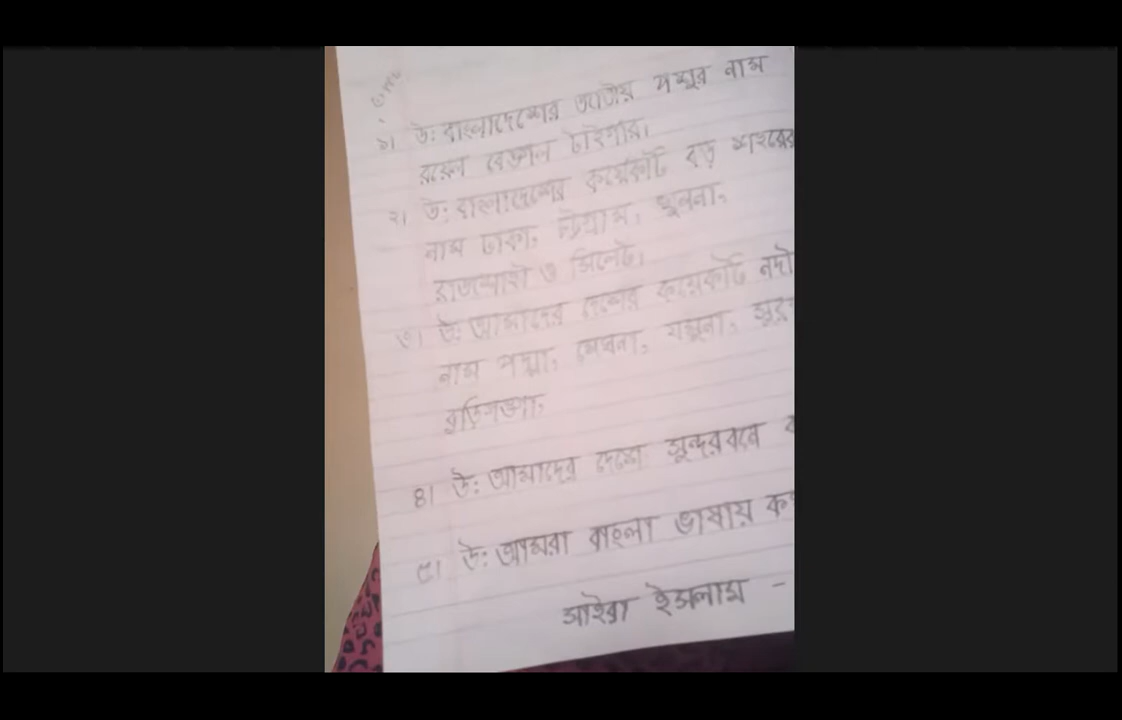 ১। উ: বাংলাদেশের জাতীয় পশুর নাম
রয়েল বেঙ্গল টাইগার।
২। উ: বাংলাদেশের কয়েকটি বড় শহরের
নাম ঢাকা, চট্টগ্রাম, খুলনা,
রাজশাহী ও সিলেট।
৩। উ: আমাদের দেশের কয়েকটি নদী
নাম পদ্মা, মেঘনা, যমুনা,
বুড়িগঙ্গা,
৪। উ: আমাদের দেশে সুন্দরবনে
৫। উ: আমরা বাংলা ভাষায়
সাইবা ইসলাম -